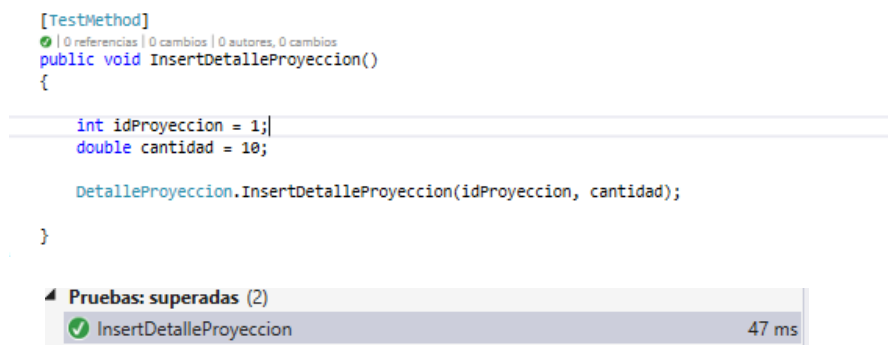 [TestMethod]
| 0 referencias | 0 cambios | 0 autores, 0 cambios
public void InsertDetalleProyeccion()
{
int idProyeccion = 1;
double cantidad = 10;
DetalleProyeccion.InsertDetalleProyeccion(idProyeccion, cantidad);
}
Pruebas: superadas (2)
InsertDetalleProyeccion 47 ms